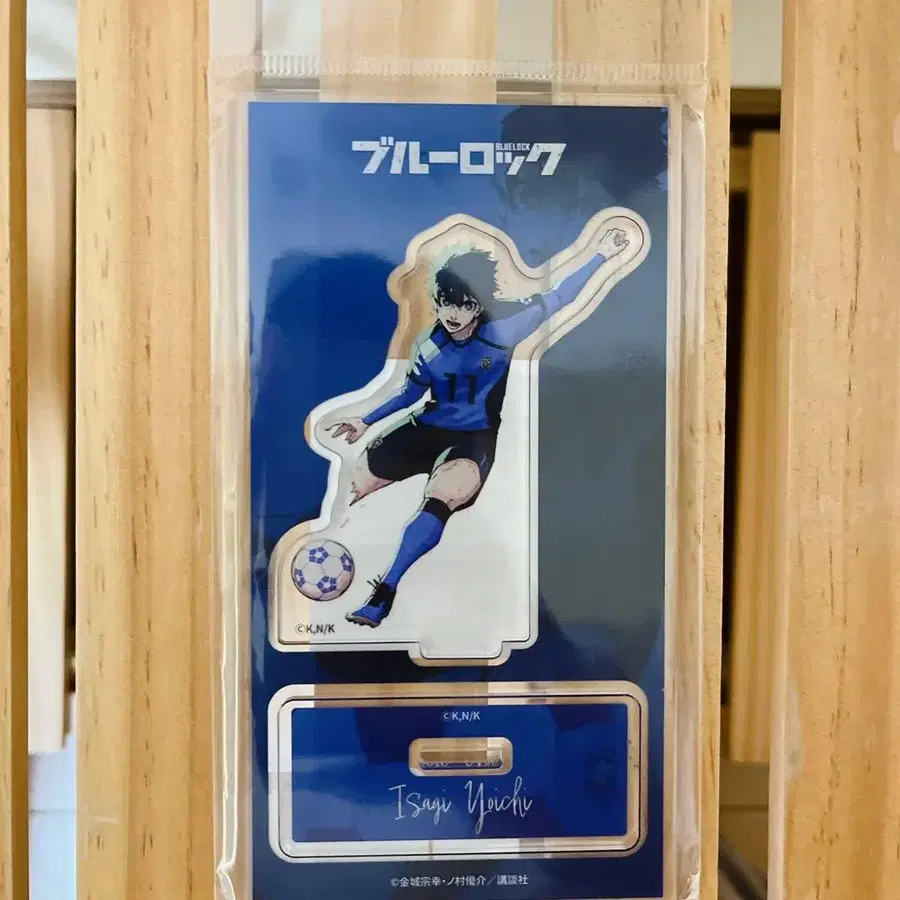 ブルーロック
BLUELOCK
11
©K,N/K
©K,N/K
Isagi Yoichi
©金城宗幸・ノ村優介／講談社